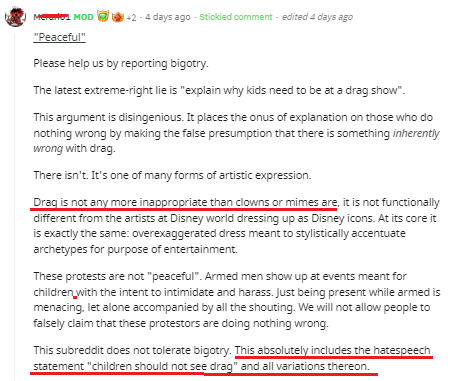 MOD +2 · 4 days ago · Stickied comment · edited 4 days ago
"Peaceful"
Please help us by reporting bigotry.
The latest extreme-right lie is "explain why kids need to be at a drag show".
This argument is disingenious. It places the onus of explanation on those who do
nothing wrong by making the false presumption that there is something inherently
wrong with drag.
There isn't. It's one of many forms of artistic expression.
Drag is not any more inappropriate than clowns or mimes are, it is not functionally
different from the artists at Disney world dressing up as Disney icons. At its core it
is exactly the same: overexaggerated dress meant to stylistically accentuate
archetypes for purpose of entertainment.
These protests are not "peaceful". Armed men show up at events meant for
children with the intent to intimidate and harass. Just being present while armed is
menacing, let alone accompanied by all the shouting. We will not allow people to
falsely claim that these protestors are doing nothing wrong.
This subreddit does not tolerate bigotry. This absolutely includes the hatespeech
statement "children should not see drag" and all variations thereon.